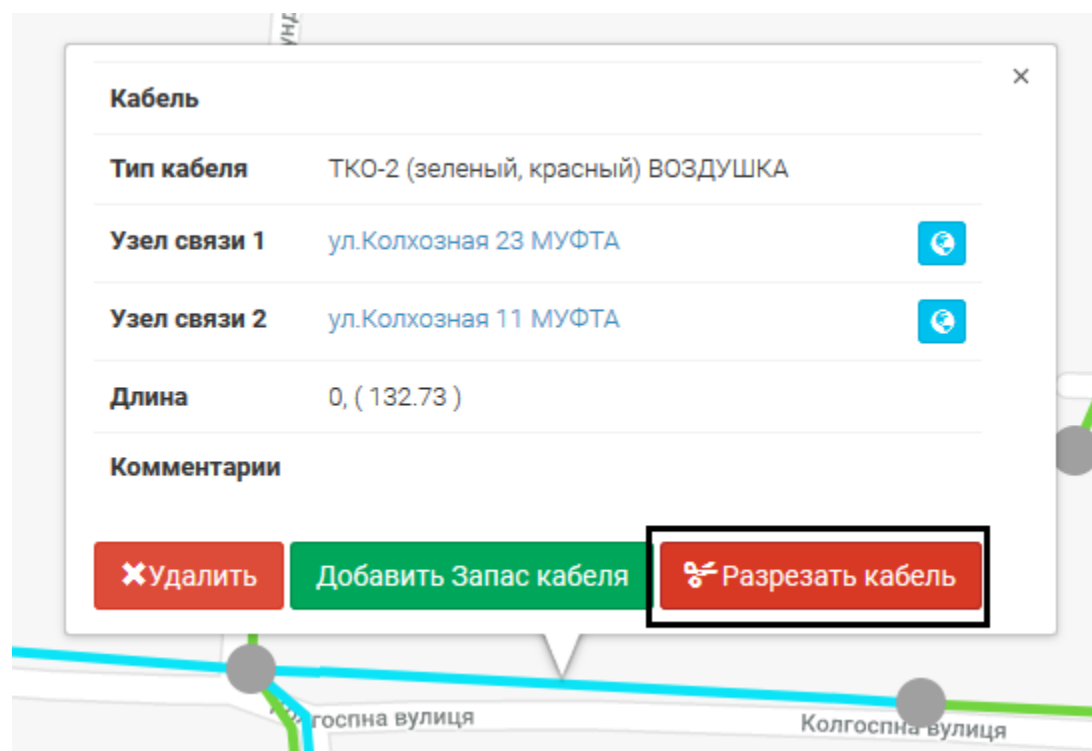 унд
×
Кабель
Тип кабеля ТКО-2 (зеленый, красный) ВОЗДУШКА
Узел связи 1 ул.Колхозная 23 МУФТА
Узел связи 2 ул.Колхозная 11 МУФТА
Длина 0, ( 132.73 )
Комментарии
Удалить Добавить Запас кабеля Разрезать кабель
госпна вулиця
Колгоспна вулиця